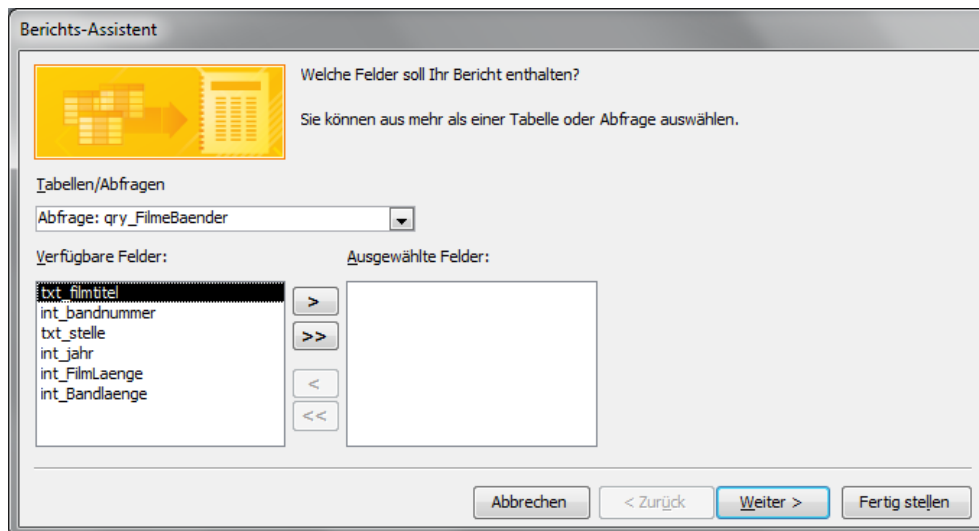 Berichts-Assistent
Welche Felder soll Ihr Bericht enthalten?
Sie können aus mehr als einer Tabelle oder Abfrage auswählen.
Tabellen/Abfragen
Abfrage: qry_FilmeBaender
Verfügbare Felder:
Ausgewählte Felder:
txt_filmtitel
int_bandnummer
txt_stelle
int_jahr
int_FilmLaenge
int_Bandlaenge
>
>>
<
<<
Abbrechen
< Zurück
Weiter >
Fertig stellen